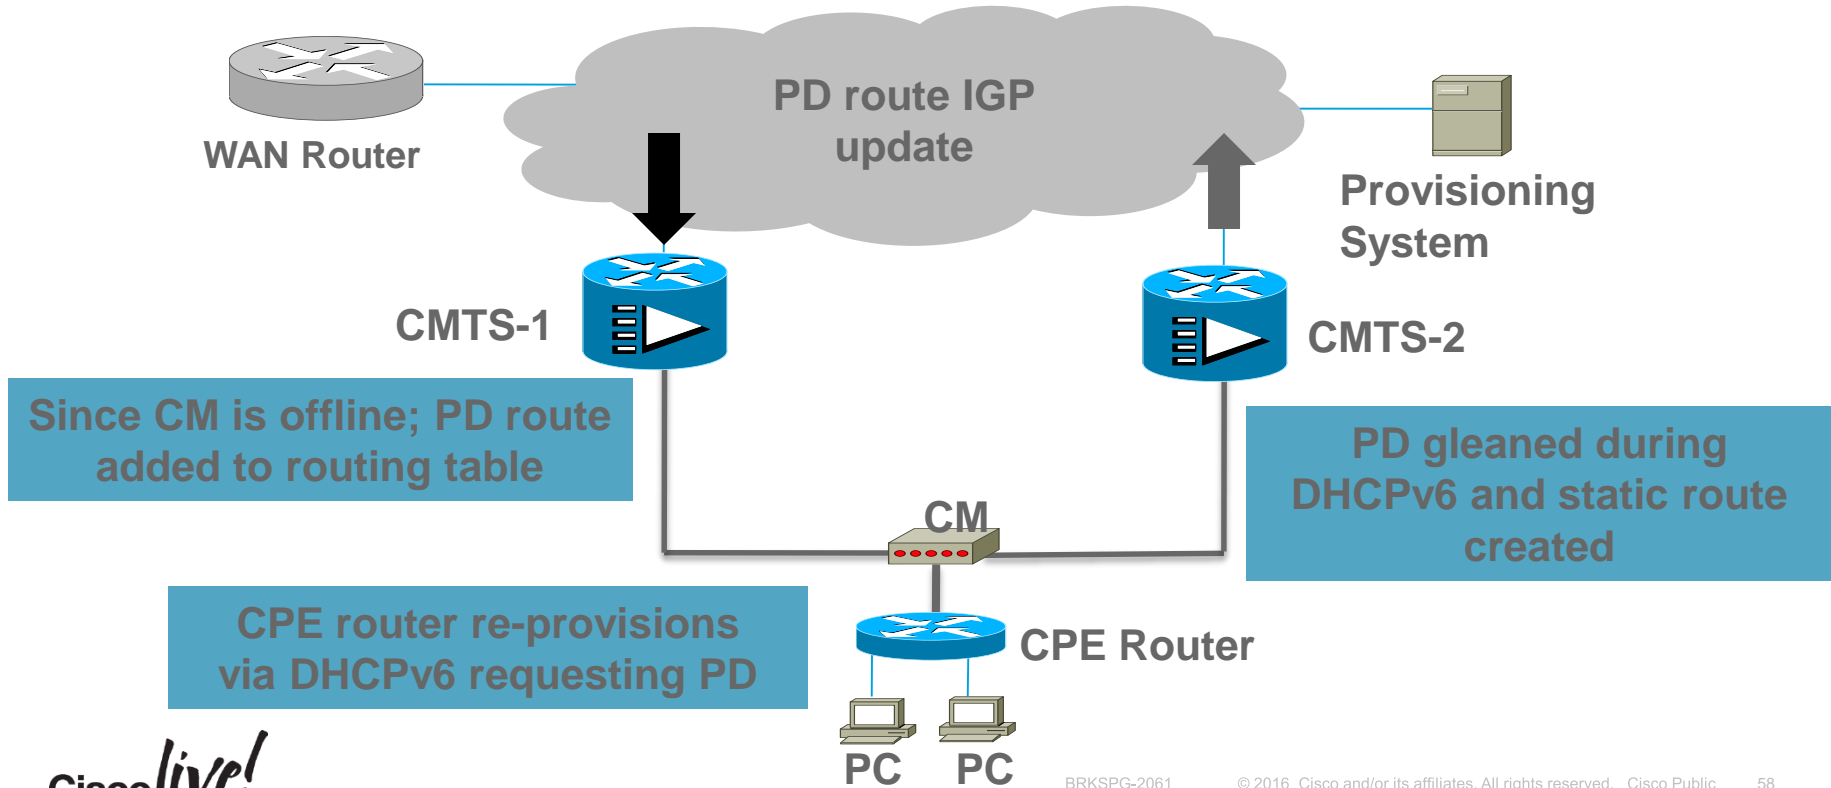 PD route IGP
update
WAN Router
Provisioning
System
CMTS-1
CMTS-2
Since CM is offline; PD route
added to routing table
PD gleaned during
DHCPv6 and static route
created
CM
CPE router re-provisions
via DHCPv6 requesting PD
CPE Router
PC PC
Cisco live!
BRKSPG-2061 © 2016 Cisco and/or its affiliates. All rights reserved. Cisco Public 58